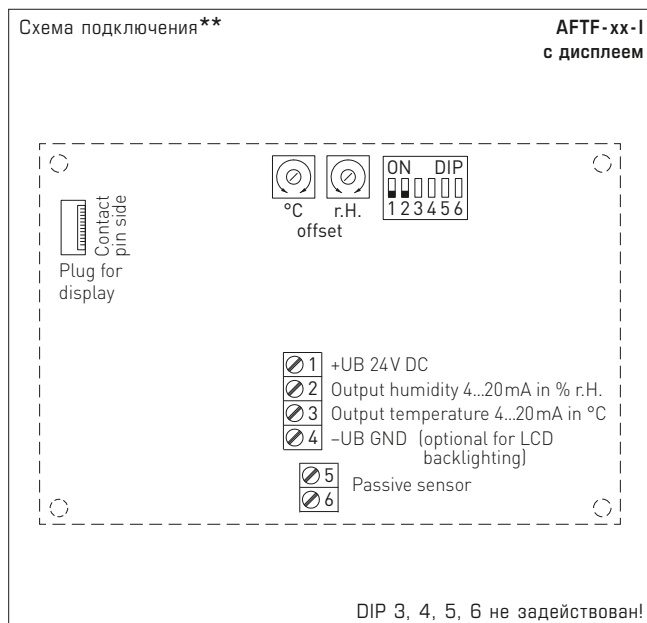 Схема подключения**
AFTF-xx-I
с дисплеем
ON DIP
1 2 3 4 5 6
°C r.H.
offset
Contact
pin side
Plug for
display
1 +UB 24V DC
2 Output humidity 4...20mA in % r.H.
3 Output temperature 4...20mA in °C
4 –UB GND (optional for LCD
backlighting)
5
Passive sensor
6
DIP 3, 4, 5, 6 не задействован!